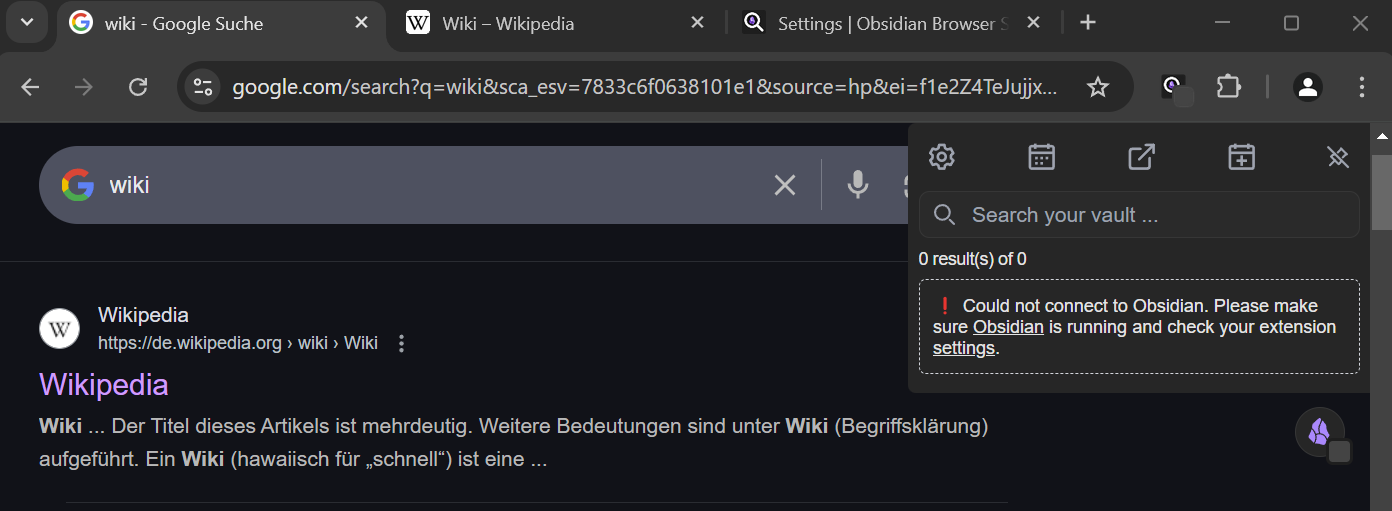 wiki - Google Suche
Wiki – Wikipedia
Settings | Obsidian Browser
google.com/search?q=wiki&sca_esv=7833c6f0638101e1&source=hp&ei=f1e2Z4TeJujjx...
wiki
Search your vault ...
0 result(s) of 0
❗ Could not connect to Obsidian. Please make
sure Obsidian is running and check your extension
settings.
W
Wikipedia
https://de.wikipedia.org › wiki › Wiki
Wikipedia
Wiki ... Der Titel dieses Artikels ist mehrdeutig. Weitere Bedeutungen sind unter Wiki (Begriffsklärung)
aufgeführt. Ein Wiki (hawaiisch für „schnell“) ist eine ...